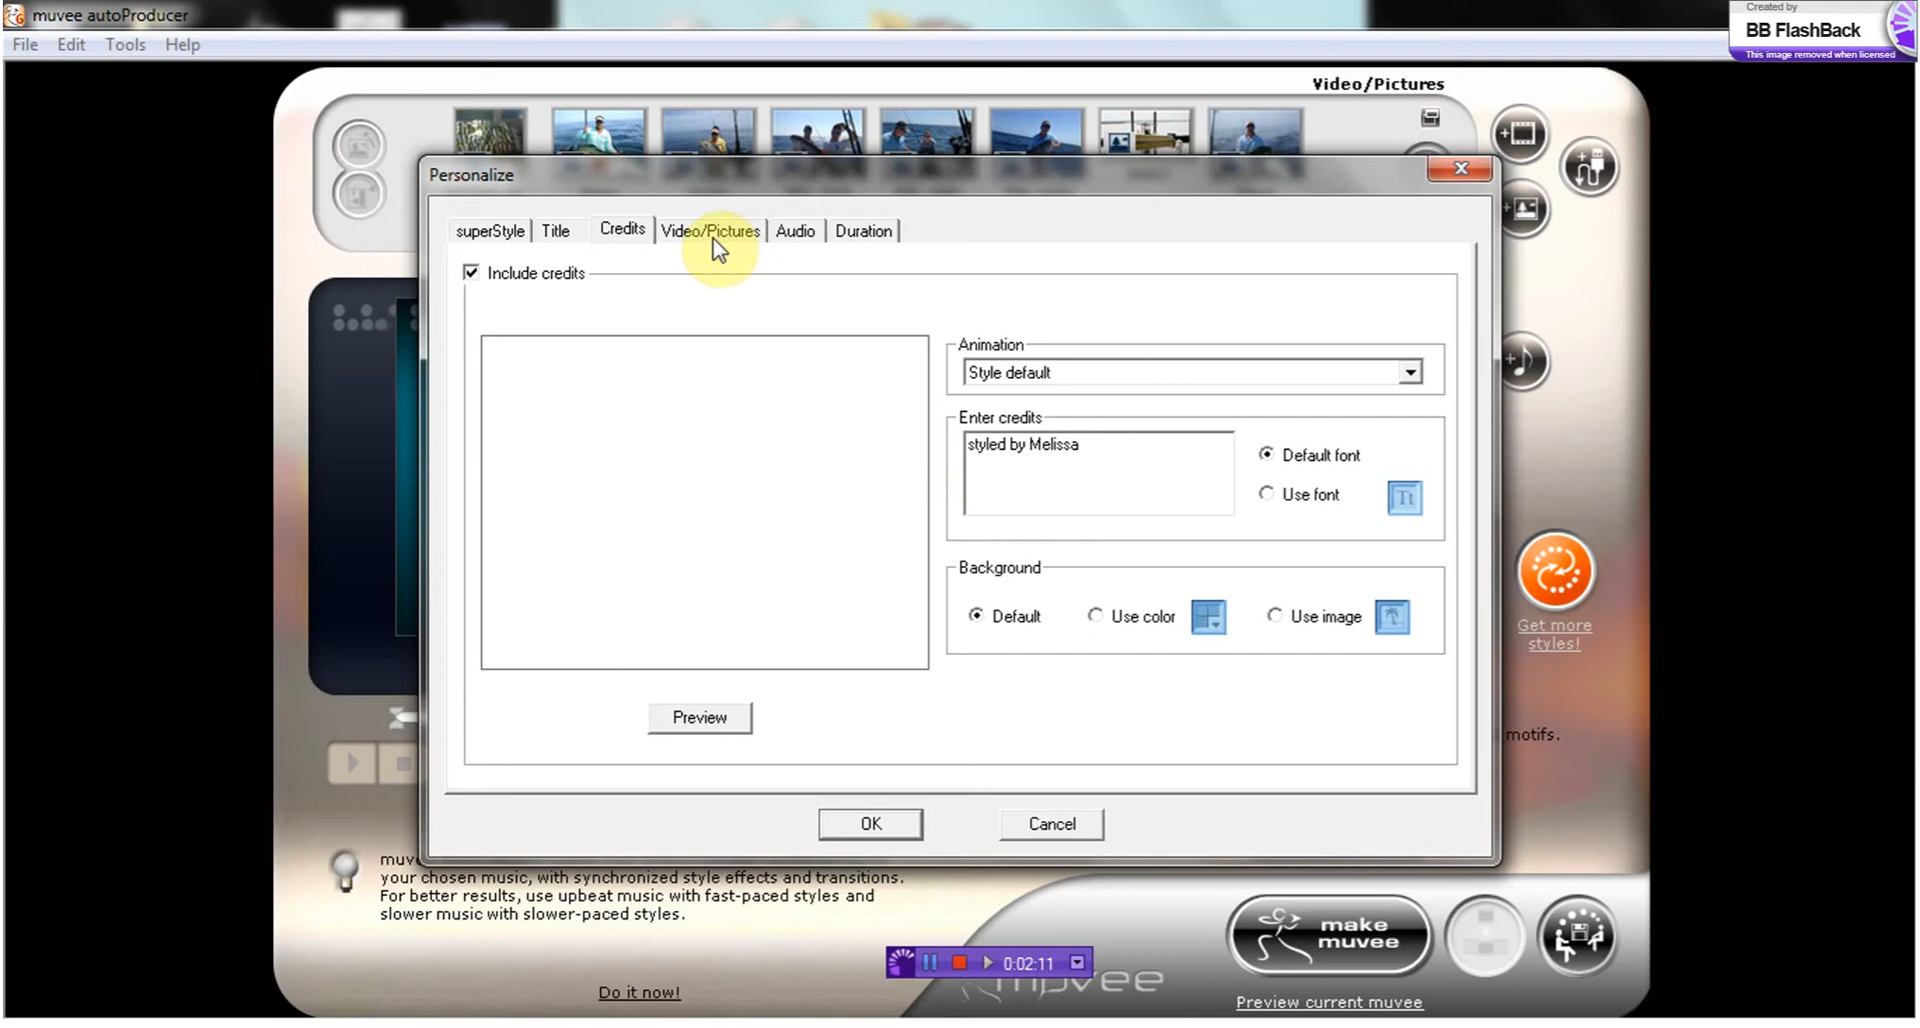 muvee autoProducer
File Edit Tools Help
Created by
BB FlashBack
This image removed when licensed
Video/Pictures
Personalize
superStyle Title Credits Video/Pictures Audio Duration
Include credits
Animation
Style default
Enter credits
styled by Melissa
Default font
Use font
Tt
Background
Default Use color Use image
Preview
OK Cancel
Get more
styles!
motifs.
your chosen music, with synchronized style effects and transitions.
For better results, use upbeat music with fast-paced styles and
slower music with slower-paced styles.
Do it now!
0:02:11
muvee
make
muvee
Preview current muvee